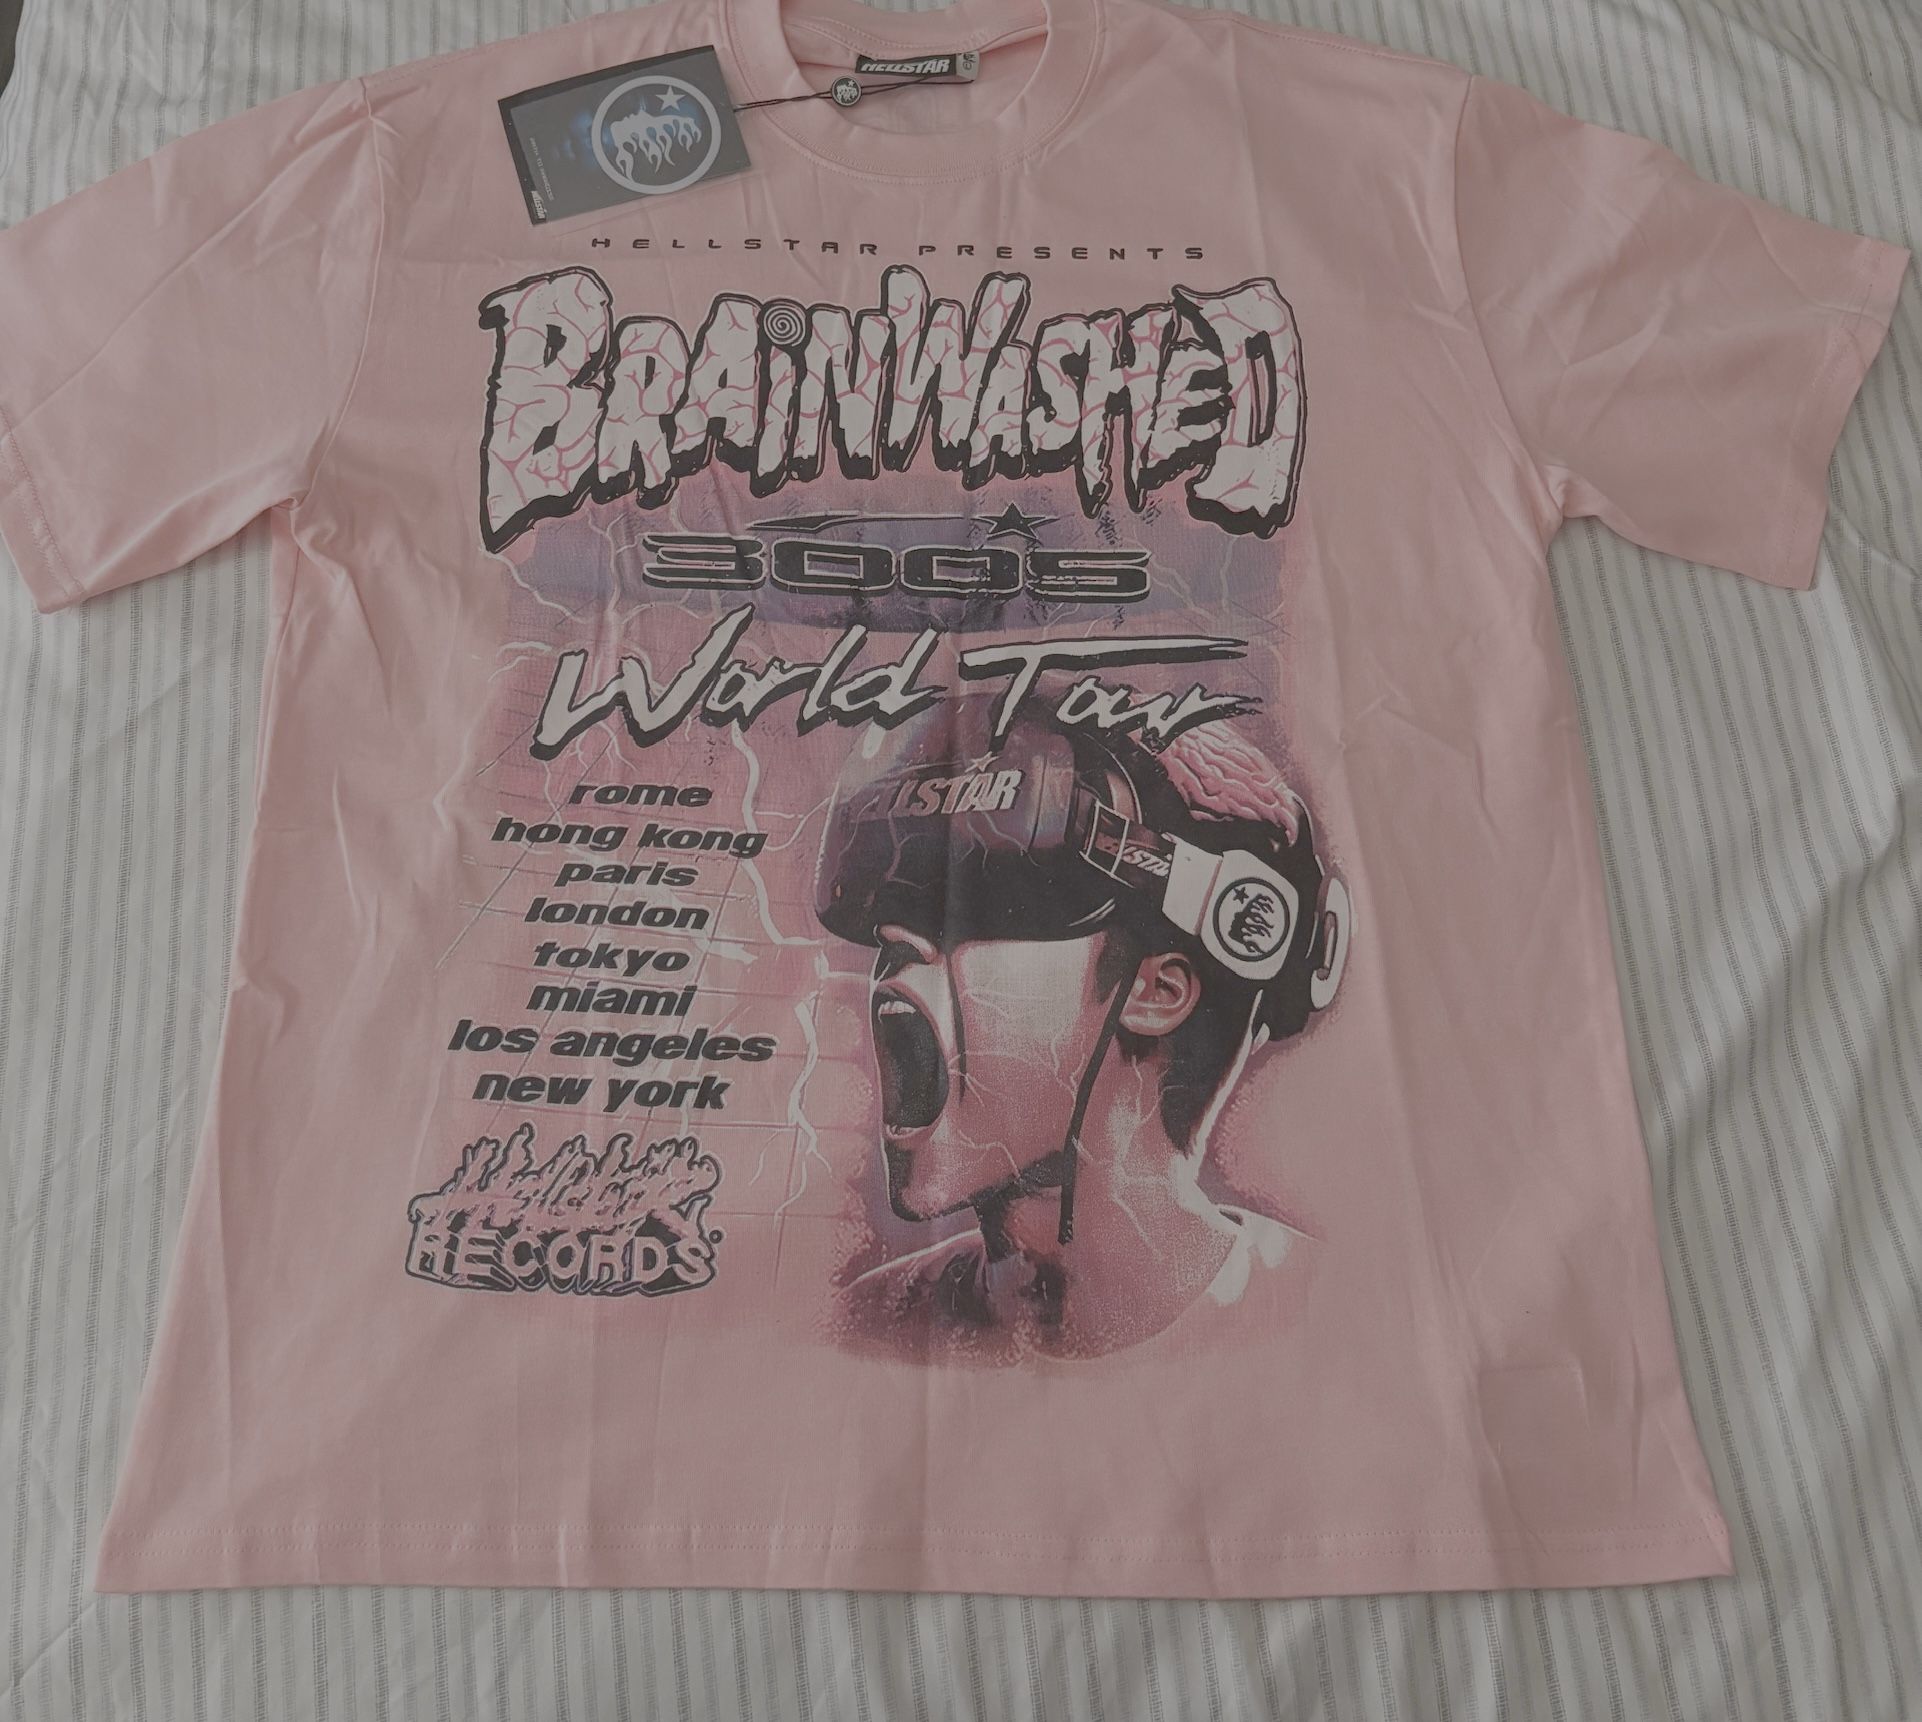 HELLSTAR
HELLSTAR
HELLSTAR PRESENTS
BRAiNWASHED
3005
World Tour
rome
hong kong
paris
london
tokyo
miami
los angeles
new york
LSTAR
RECORDS